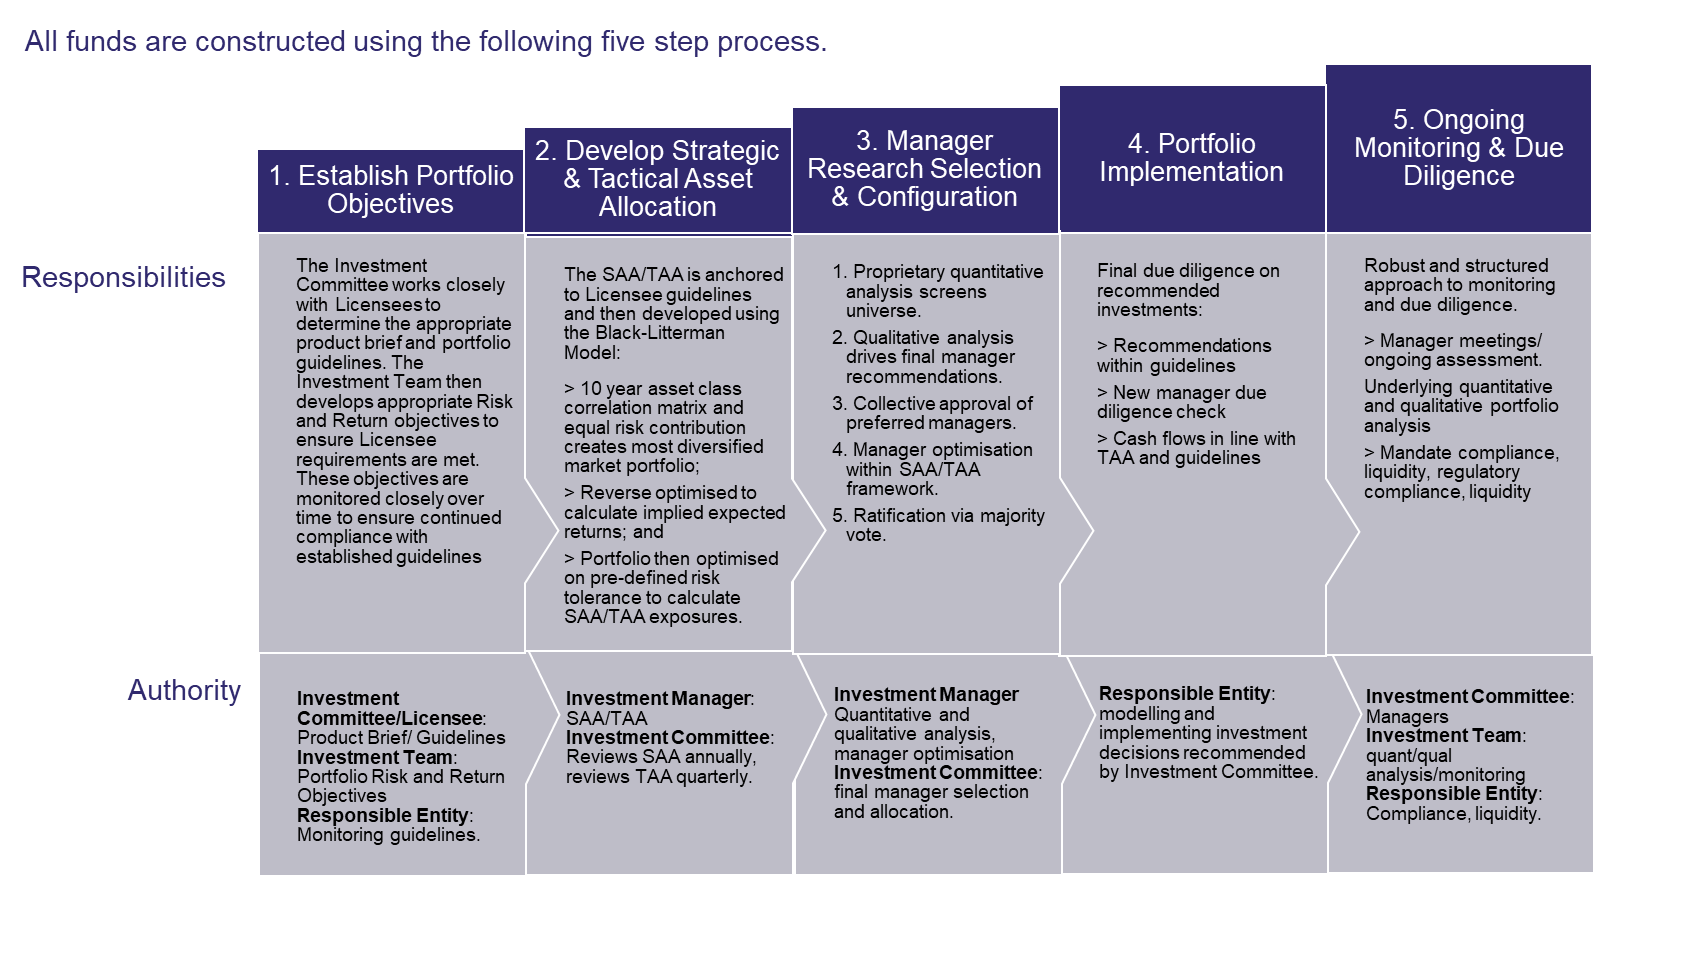 All funds are constructed using the following five step process.
1. Establish Portfolio
Objectives
2. Develop Strategic
& Tactical Asset
Allocation
3. Manager
Research Selection
& Configuration
4. Portfolio
Implementation
5. Ongoing
Monitoring & Due
Diligence
Responsibilities
The Investment
Committee works closely
with Licensees to
determine the appropriate
product brief and portfolio
guidelines. The
Investment Team then
develops appropriate Risk
and Return objectives to
ensure Licensee
requirements are met.
These objectives are
monitored closely over
time to ensure continued
compliance with
established guidelines
The SAA/TAA is anchored
to Licensee guidelines
and then developed using
the Black-Litterman
Model:
> 10 year asset class
correlation matrix and
equal risk contribution
creates most diversified
market portfolio;
> Reverse optimised to
calculate implied expected
returns; and
> Portfolio then optimised
on pre-defined risk
tolerance to calculate
SAA/TAA exposures.
1. Proprietary quantitative
analysis screens
universe.
2. Qualitative analysis
drives final manager
recommendations.
3. Collective approval of
preferred managers.
4. Manager optimisation
within SAA/TAA
framework.
5. Ratification via majority
vote.
Final due diligence on
recommended
investments:
> Recommendations
within guidelines
> New manager due
diligence check
> Cash flows in line with
TAA and guidelines
Robust and structured
approach to monitoring
and due diligence.
> Manager meetings/
ongoing assessment.
Underlying quantitative
and qualitative portfolio
analysis
> Mandate compliance,
liquidity, regulatory
compliance, liquidity
Authority
Investment
Committee/Licensee:
Product Brief/ Guidelines
Investment Team:
Portfolio Risk and Return
Objectives
Responsible Entity:
Monitoring guidelines.
Investment Manager:
SAA/TAA
Investment Committee:
Reviews SAA annually,
reviews TAA quarterly.
Investment Manager
Quantitative and
qualitative analysis,
manager optimisation
Investment Committee:
final manager selection
and allocation.
Responsible Entity:
modelling and
implementing investment
decisions recommended
by Investment Committee.
Investment Committee:
Managers
Investment Team:
quant/qual
analysis/monitoring
Responsible Entity:
Compliance, liquidity.